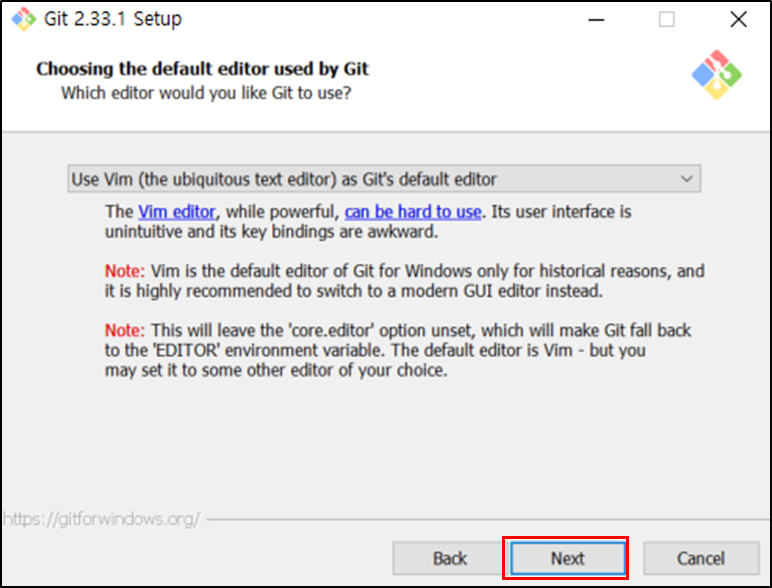 Git 2.33.1 Setup
Choosing the default editor used by Git
Which editor would you like Git to use?
Use Vim (the ubiquitous text editor) as Git's default editor
The Vim editor, while powerful, can be hard to use. Its user interface is
unintuitive and its key bindings are awkward.
Note: Vim is the default editor of Git for Windows only for historical reasons, and
it is highly recommended to switch to a modern GUI editor instead.
Note: This will leave the 'core.editor' option unset, which will make Git fall back
to the 'EDITOR' environment variable. The default editor is Vim - but you
may set it to some other editor of your choice.
https://gitforwindows.org/
Back Next Cancel